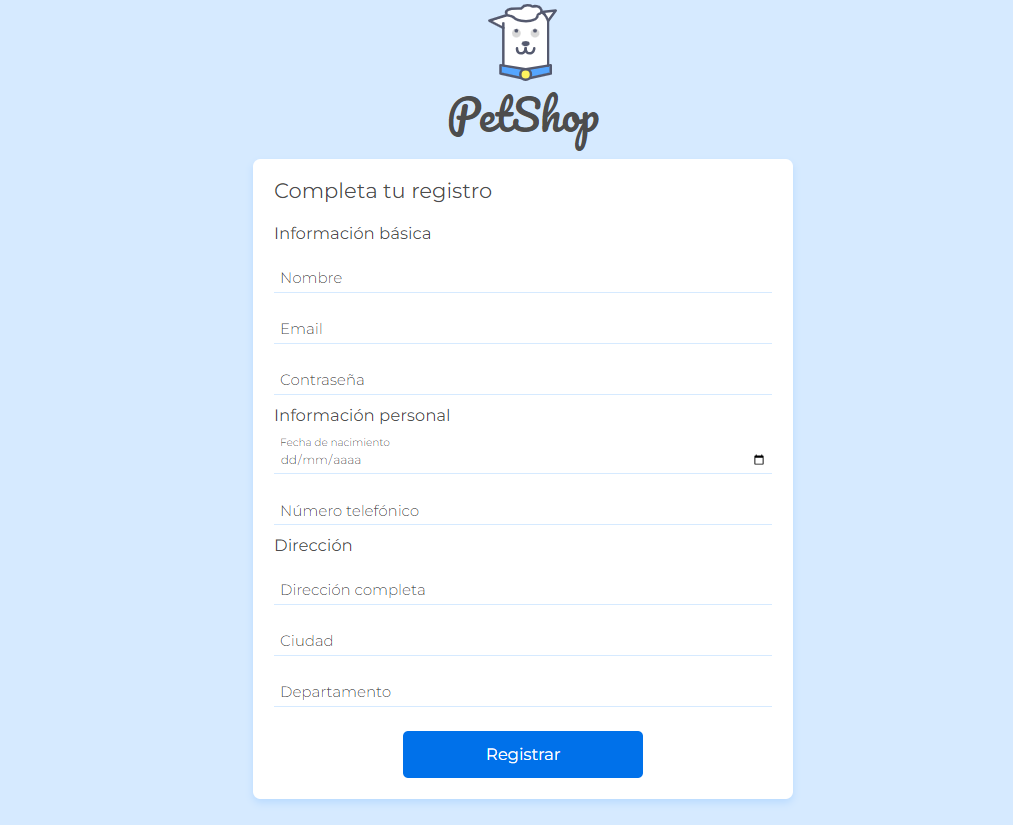 PetShop
Completa tu registro
Información básica
Nombre
Email
Contraseña
Información personal
Fecha de nacimiento
dd/mm/aaaa
Número telefónico
Dirección
Dirección completa
Ciudad
Departamento
Registrar